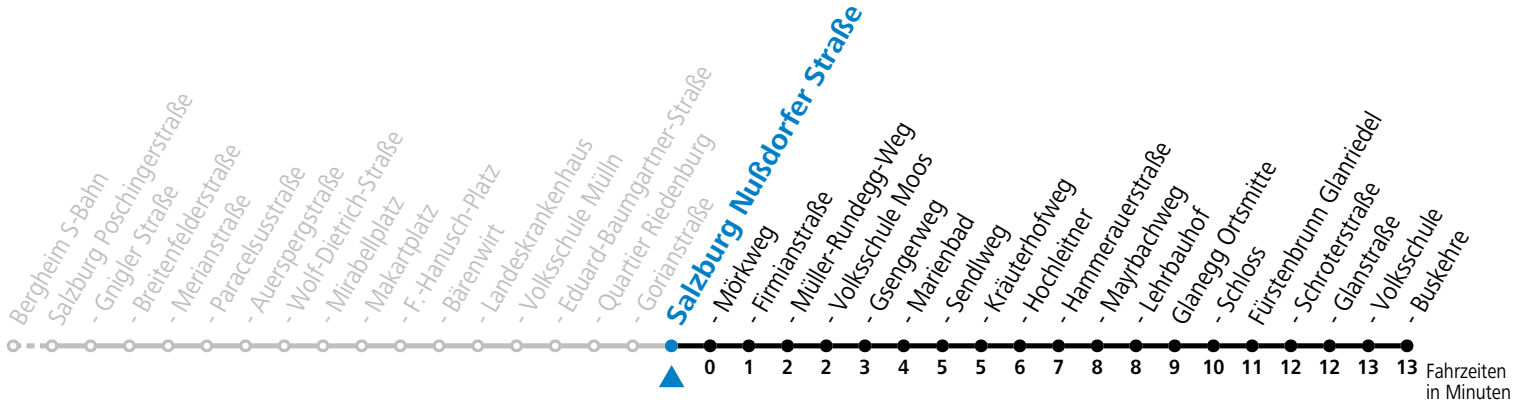 Bergheim S-Bahn
Salzburg Poschingerstraße
- Gnigler Straße
- Breitenfelderstraße
- Merianstraße
- Paracelsusstraße
- Auerspergstraße
- Wolf-Dietrich-Straße
- Mirabellplatz
- Makartplatz
- F.-Hanusch-Platz
- Bärenwirt
- Landeskrankenhaus
- Volksschule Mülln
- Eduard-Baumgartner-Straße
- Quartier Riedenburg
- Gorianstraße
Salzburg Nußdorfer Straße
- Mörkweg
- Firmianstraße
- Müller-Rundegg-Weg
- Volksschule Moos
- Gsengerweg
- Marienbad
- Sendlweg
- Kräuterhofweg
- Hochleitner
- Hammerauerstraße
- Mayrbachweg
- Lehrbauhof
Glanegg Ortsmitte
- Schloss
Fürstenbrunn Glanriedel
- Schroterstraße
- Glanstraße
- Volksschule
- Buskehre
0 1 2 2 3 4 5 5 6 7 8 8 9 10 11 12 12 13 13
Fahrzeiten
in Minuten